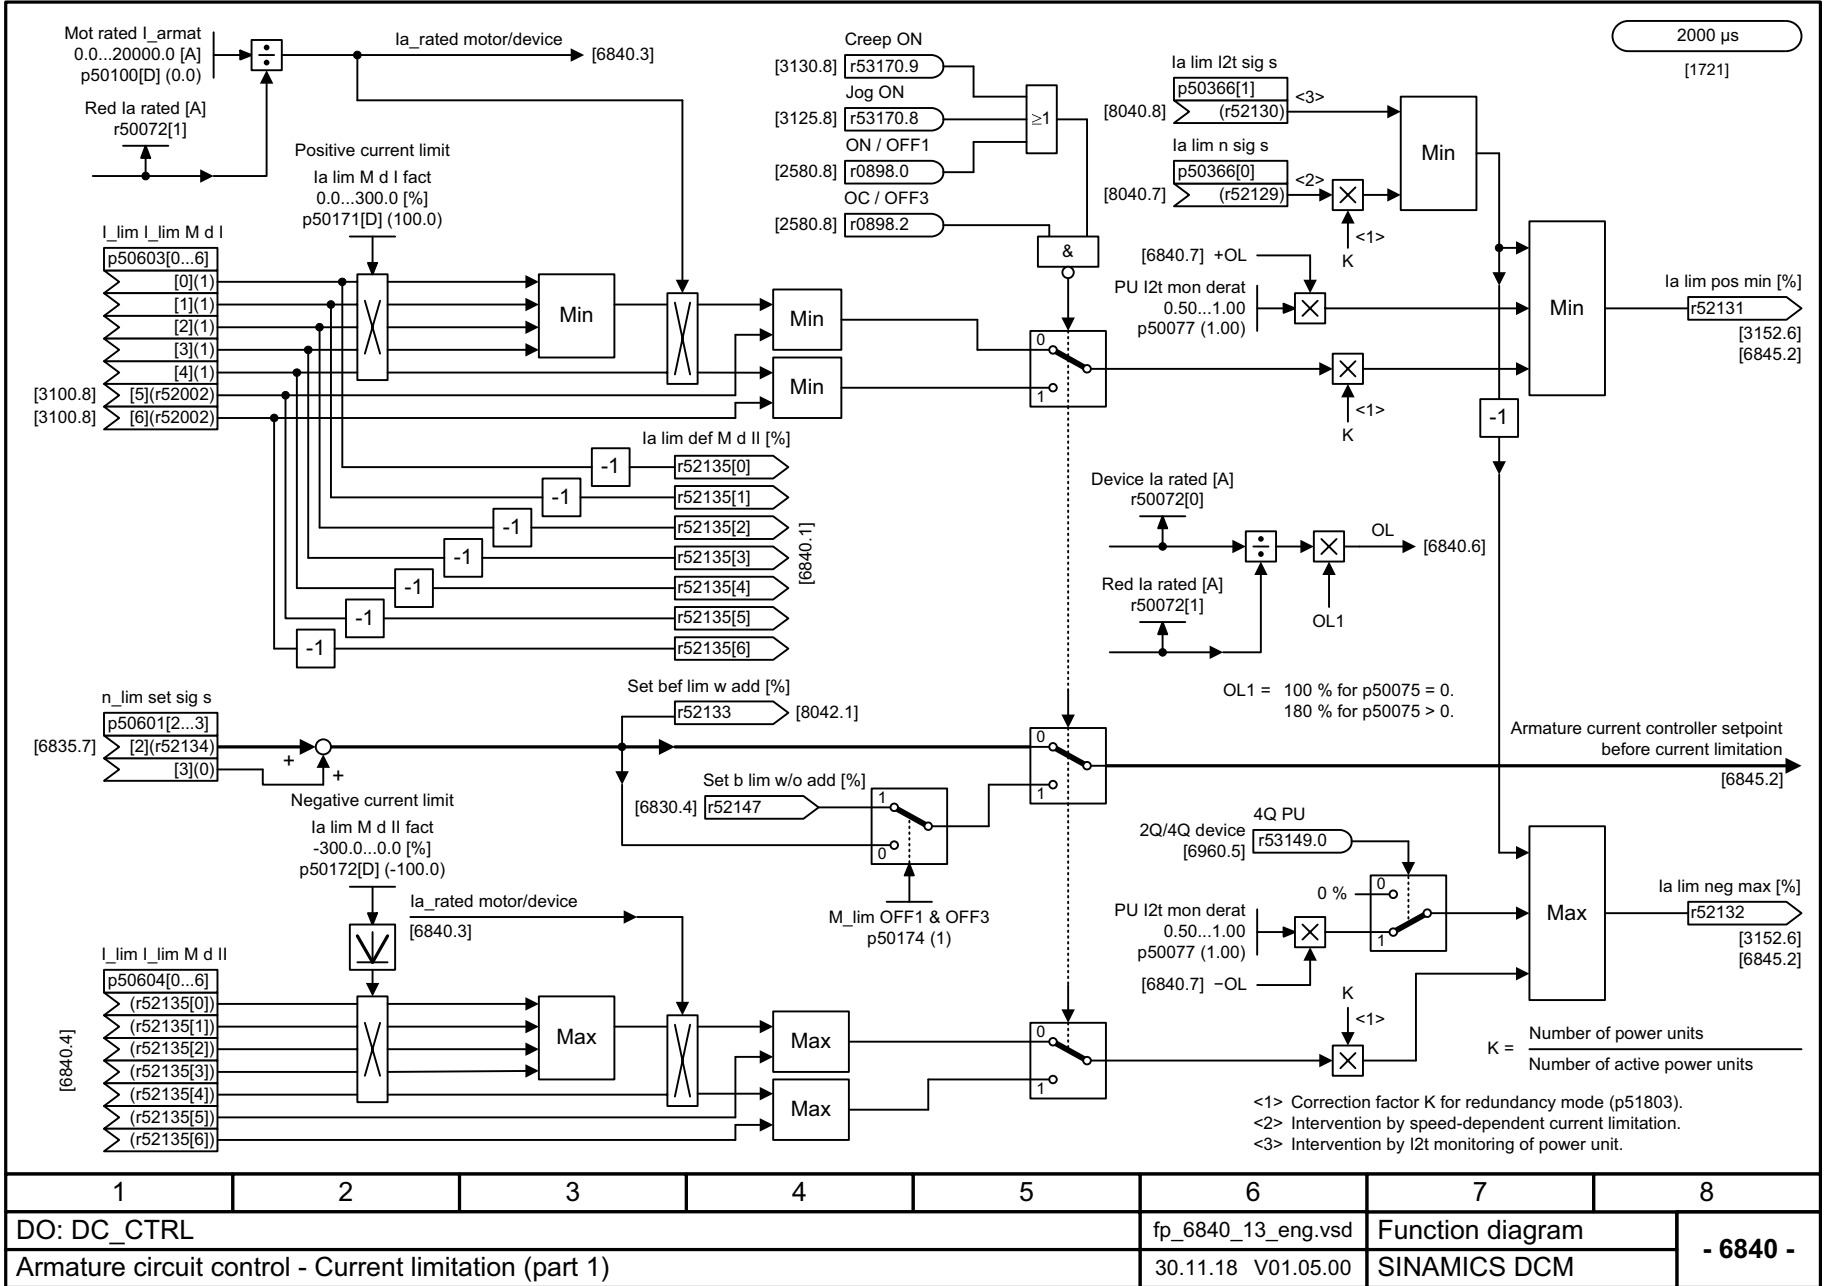 Mot rated I_armat
0.0...20000.0 [A]
p50100[D] (0.0)
÷
Ia_rated motor/device
[6840.3]
Red Ia rated [A]
r50072[1]
Positive current limit
Ia lim M d I fact
0.0...300.0 [%]
p50171[D] (100.0)
I_lim I_lim M d I
p50603[0...6]
[0](1)
[1](1)
[2](1)
[3](1)
[4](1)
[3100.8] [5](r52002)
[3100.8] [6](r52002)
Min
Min
Min
Creep ON
[3130.8] r53170.9
Jog ON
[3125.8] r53170.8
ON / OFF1
[2580.8] r0898.0
OC / OFF3
[2580.8] r0898.2
≥1
&
0
1
Ia lim I2t sig s
p50366[1]
[8040.8] (r52130) <3>
Ia lim n sig s
p50366[0]
[8040.7] (r52129) <2>
<1>
K
Min
2000 µs
[1721]
[6840.7] +OL
PU I2t mon derat
0.50...1.00
p50077 (1.00)
<1>
K
Min
-1
Ia lim pos min [%]
r52131
[3152.6]
[6845.2]
Ia lim def M d II [%]
-1 r52135[0]
-1 r52135[1]
-1 r52135[2]
-1 r52135[3]
-1 r52135[4]
-1 r52135[5]
-1 r52135[6]
[6840.1]
Device Ia rated [A]
r50072[0]
÷
OL
[6840.6]
Red Ia rated [A]
r50072[1]
OL1
OL1 = 100 % for p50075 = 0.
180 % for p50075 > 0.
n_lim set sig s
p50601[2...3]
[6835.7] [2](r52134)
[3](0)
+
+
Set bef lim w add [%]
r52133 [8042.1]
Set b lim w/o add [%]
[6830.4] r52147
1
0
M_lim OFF1 & OFF3
p50174 (1)
0
1
Armature current controller setpoint
before current limitation
[6845.2]
Negative current limit
Ia lim M d II fact
-300.0...0.0 [%]
p50172[D] (-100.0)
Ia_rated motor/device
[6840.3]
I_lim I_lim M d II
p50604[0...6]
(r52135[0])
(r52135[1])
(r52135[2])
(r52135[3])
(r52135[4])
(r52135[5])
(r52135[6])
[6840.4]
Max
Max
Max
0
1
4Q PU
2Q/4Q device
[6960.5] r53149.0
0 %
0
1
PU I2t mon derat
0.50...1.00
p50077 (1.00)
[6840.7] −OL
K
<1>
Max
Ia lim neg max [%]
r52132
[3152.6]
[6845.2]
K = Number of power units
Number of active power units
<1> Correction factor K for redundancy mode (p51803).
<2> Intervention by speed-dependent current limitation.
<3> Intervention by I2t monitoring of power unit.
1 2 3 4 5 6 7 8
DO: DC_CTRL
fp_6840_13_eng.vsd
Function diagram
- 6840 -
Armature circuit control - Current limitation (part 1)
30.11.18 V01.05.00
SINAMICS DCM